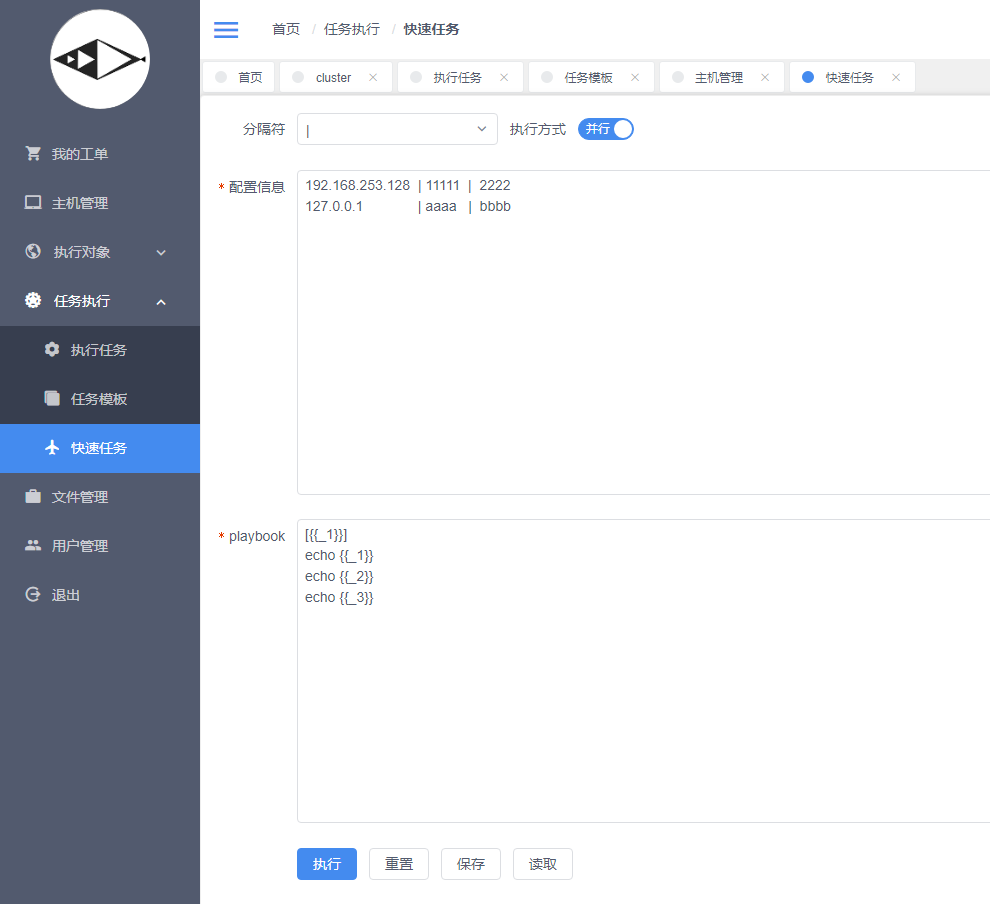 首页 / 任务执行 / 快速任务
首页 cluster × 执行任务 × 任务模板 × 主机管理 × 快速任务 ×
我的工单
主机管理
执行对象
任务执行
执行任务
任务模板
快速任务
文件管理
用户管理
退出
分隔符 | 执行方式 并行
* 配置信息
192.168.253.128 | 11111 | 2222
127.0.0.1 | aaaa | bbbb
* playbook
[{{_1}}]
echo {{_1}}
echo {{_2}}
echo {{_3}}
执行 重置 保存 读取